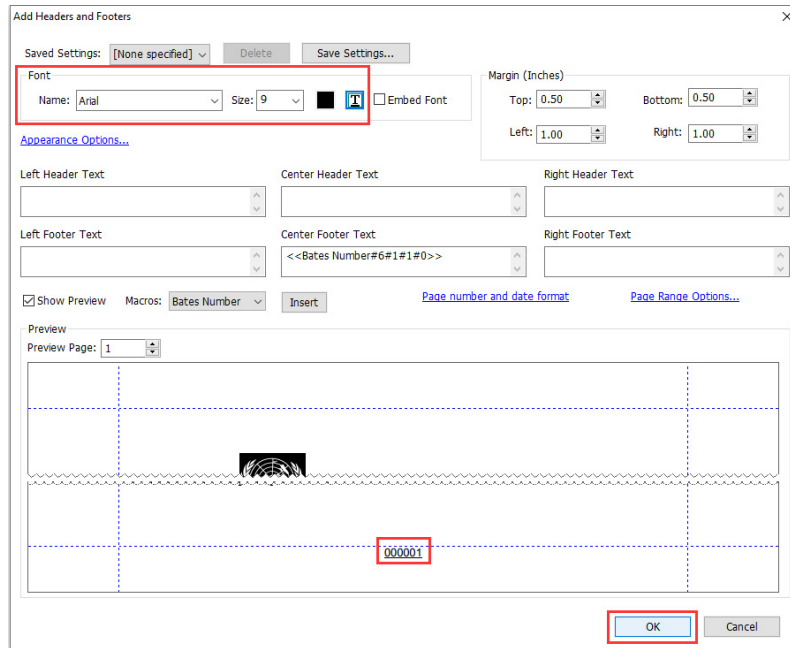 Add Headers and Footers
Saved Settings: [None specified] Delete Save Settings...
Font Margin (Inches)
Name: Arial Size: 9 T Embed Font Top: 0.50 Bottom: 0.50
Appearance Options... Left: 1.00 Right: 1.00
Left Header Text Center Header Text Right Header Text
Left Footer Text Center Footer Text Right Footer Text
<<Bates Number#6#1#1#0>>
Show Preview Macros: Bates Number Insert Page number and date format Page Range Options...
Preview
Preview Page: 1
000001
OK Cancel